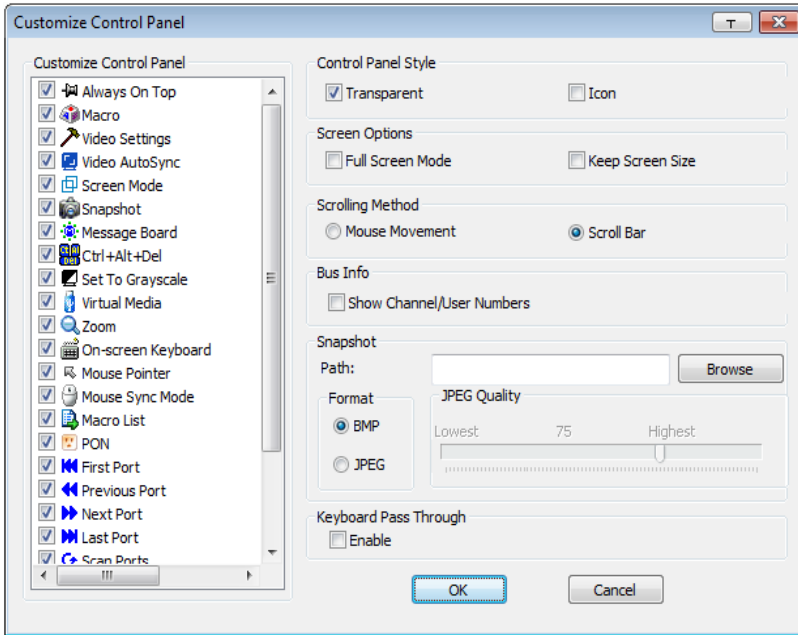 Customize Control Panel
Customize Control Panel
Always On Top
Macro
Video Settings
Video AutoSync
Screen Mode
Snapshot
Message Board
Ctrl+Alt+Del
Set To Grayscale
Virtual Media
Zoom
On-screen Keyboard
Mouse Pointer
Mouse Sync Mode
Macro List
PON
First Port
Previous Port
Next Port
Last Port
Scan Ports
Control Panel Style
Transparent
Icon
Screen Options
Full Screen Mode
Keep Screen Size
Scrolling Method
Mouse Movement
Scroll Bar
Bus Info
Show Channel/User Numbers
Snapshot
Path:
Browse
Format
BMP
JPEG
JPEG Quality
Lowest 75 Highest
Keyboard Pass Through
Enable
OK
Cancel